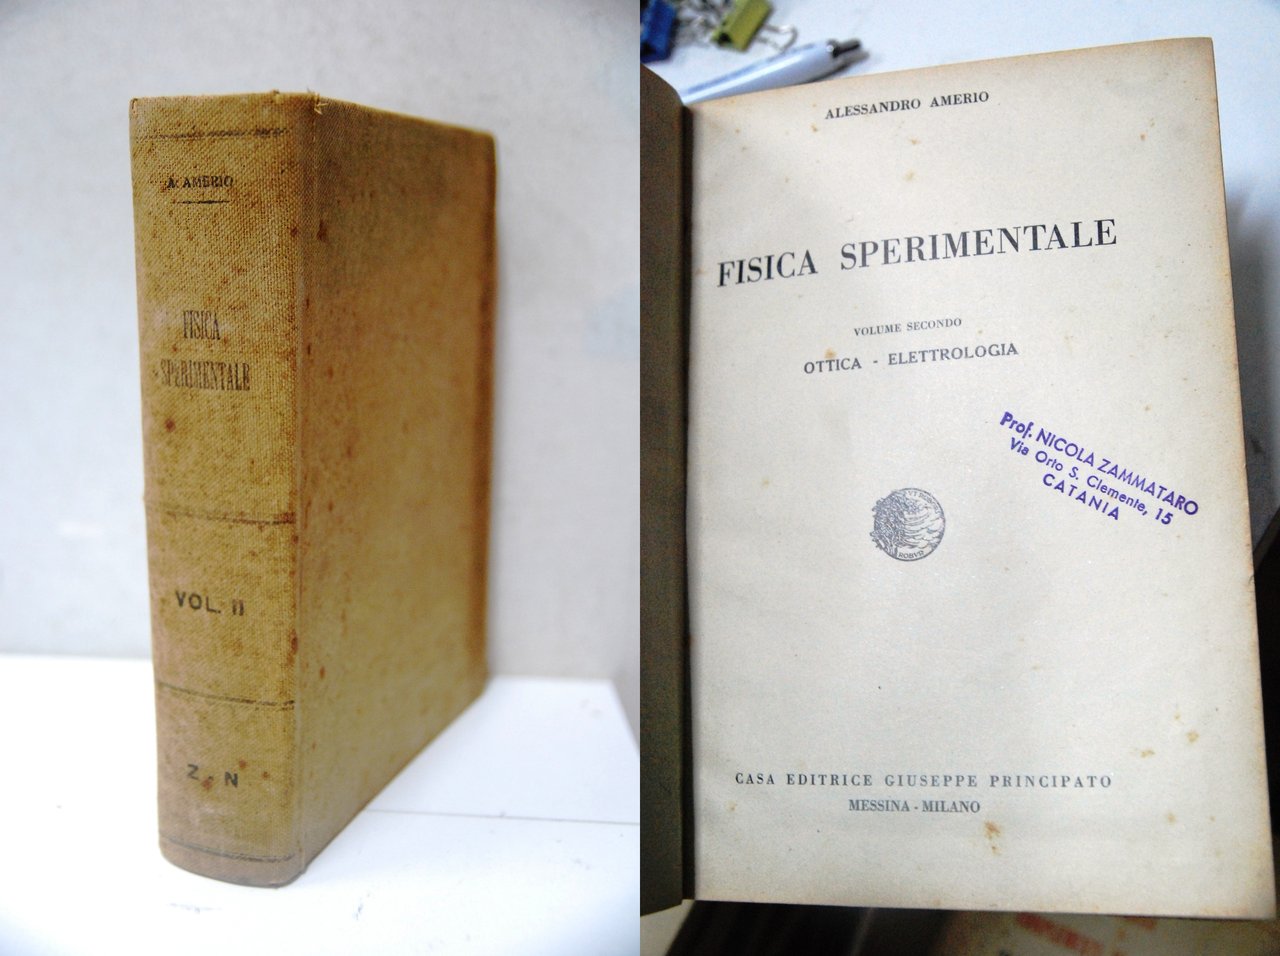 A. AMERIO
FISICA
SPERIMENTALE
VOL. II
Z - N
ALESSANDRO AMERIO
FISICA SPERIMENTALE
VOLUME SECONDO
OTTICA - ELETTROLOGIA
Prof. NICOLA ZAMMATARO
Via Orto S. Clemente, 15
CATANIA
ROBVR
CASA EDITRICE GIUSEPPE PRINCIPATO
MESSINA - MILANO